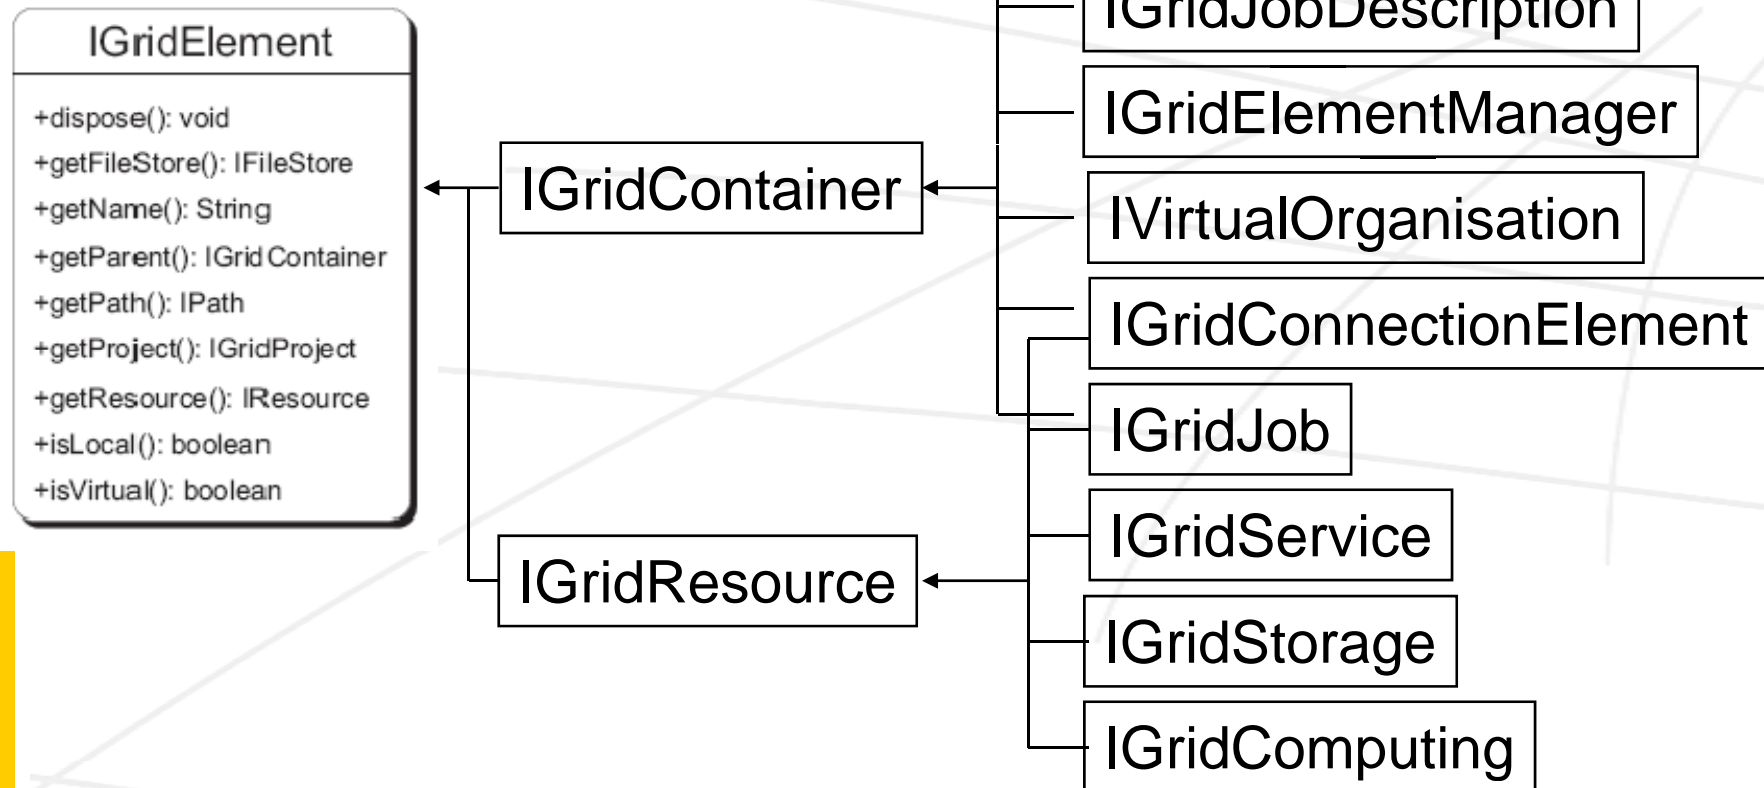 IGridElement
+dispose(): void
+getFileStore(): IFileStore
+getName(): String
+getParent(): IGridContainer
+getPath(): IPath
+getProject(): IGridProject
+getResource(): IResource
+isLocal(): boolean
+isVirtual(): boolean
IGridContainer
IGridResource
IGridJobDescription
IGridElementManager
IVirtualOrganisation
IGridConnectionElement
IGridJob
IGridService
IGridStorage
IGridComputing